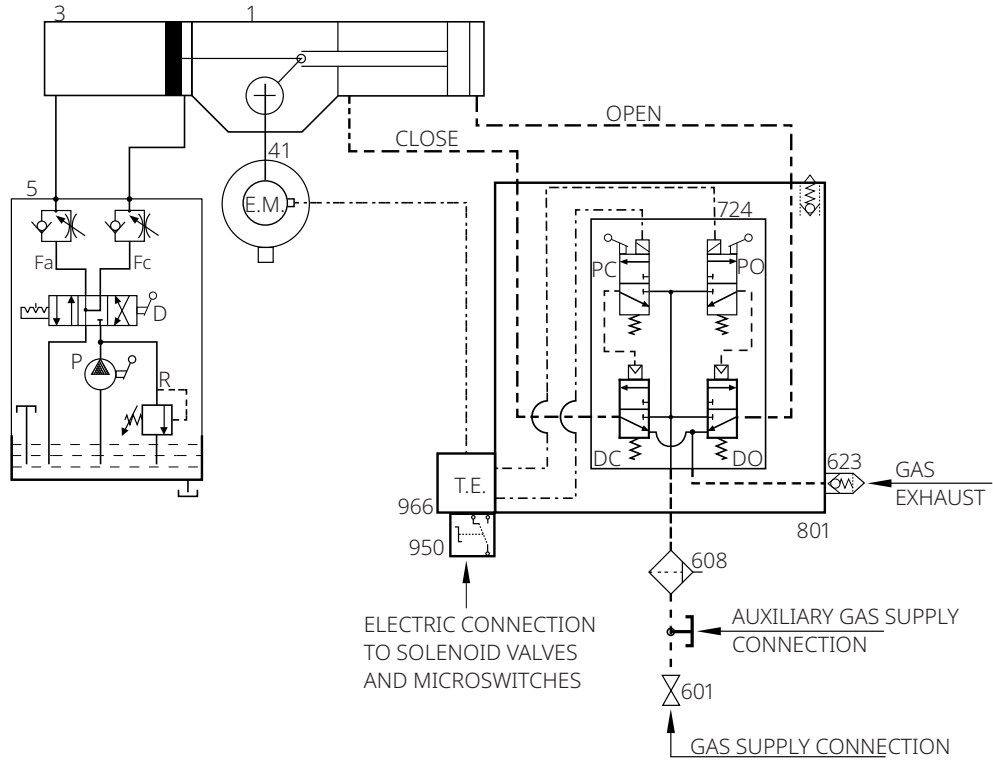 3
1
OPEN
CLOSE
41
5
E.M.
724
Fa
Fc
PC
PO
D
P
R
DC
DO
623
GAS
EXHAUST
T.E.
966
801
950
608
ELECTRIC CONNECTION
TO SOLENOID VALVES
AND MICROSWITCHES
AUXILIARY GAS SUPPLY
CONNECTION
601
GAS SUPPLY CONNECTION